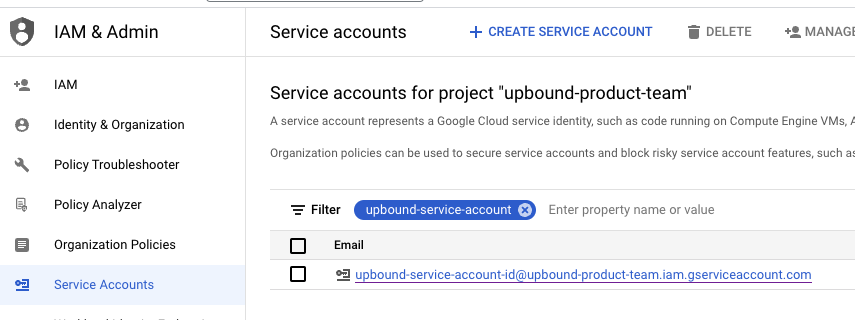 IAM & Admin
Service accounts
CREATE SERVICE ACCOUNT
DELETE
MANAGE
IAM
Identity & Organization
Policy Troubleshooter
Policy Analyzer
Organization Policies
Service Accounts
Service accounts for project "upbound-product-team"
A service account represents a Google Cloud service identity, such as code running on Compute Engine VMs, A
Organization policies can be used to secure service accounts and block risky service account features, such as
Filter
upbound-service-account
Enter property name or value
Email
upbound-service-account-id@upbound-product-team.iam.gserviceaccount.com